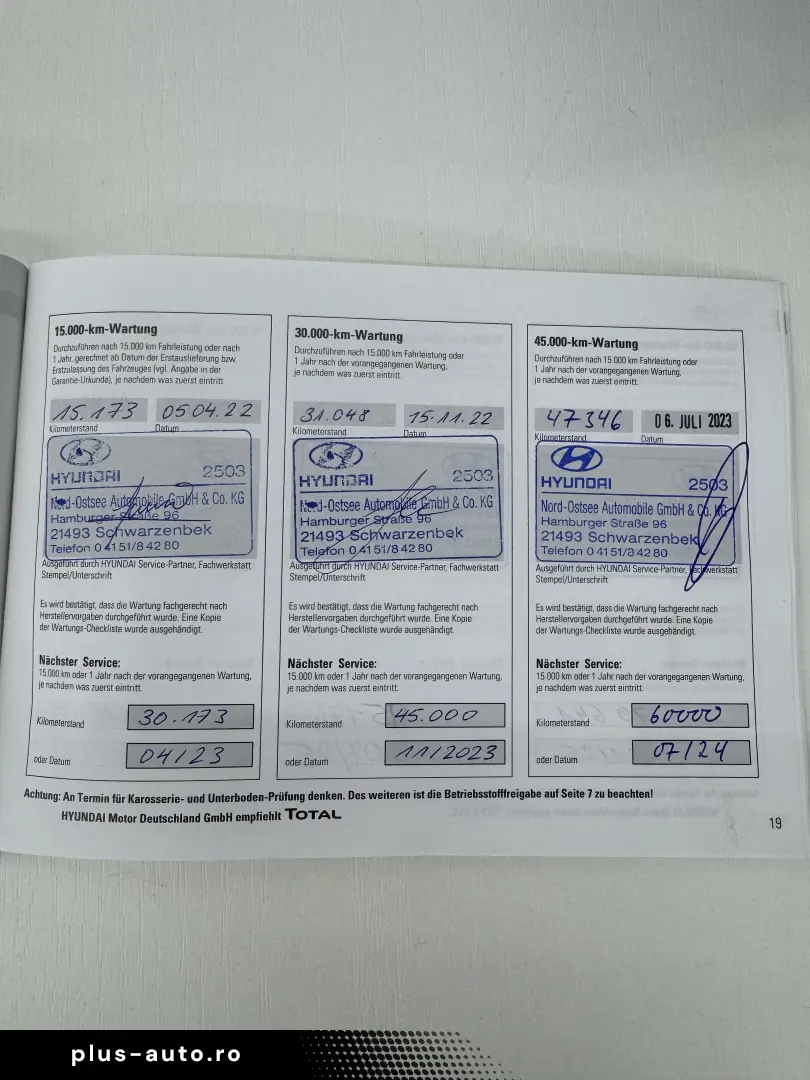 15.000-km-Wartung
Durchzuführen nach 15.000 km Fahrleistung oder nach
1 Jahr, gerechnet ab Datum der Erstauslieferung bzw.
Erstzulassung des Fahrzeuges (vgl. Angabe in der
Garantie-Urkunde), je nachdem was zuerst eintritt.
15.173 05 04.22
Kilometerstand Datum
HYUNDAI 2503
Nord-Ostsee Automobile GmbH & Co. KG
Hamburger Straße 96
21493 Schwarzenbek
Telefon 0 41 51/8 42 80
Ausgeführt durch HYUNDAI Service-Partner, Fachwerkstatt
Stempel/Unterschrift
Es wird bestätigt, dass die Wartung fachgerecht nach
Herstellervorgaben durchgeführt wurde. Eine Kopie
der Wartungs-Checkliste wurde ausgehändigt.
Nächster Service:
15.000 km oder 1 Jahr nach der vorangegangenen Wartung,
je nachdem was zuerst eintritt.
Kilometerstand 30.173
oder Datum 04/23
30.000-km-Wartung
Durchzuführen nach 15.000 km Fahrleistung oder
1 Jahr nach der vorangegangenen Wartung,
je nachdem was zuerst eintritt.
31.048 15.11.22
Kilometerstand Datum
HYUNDAI 2503
Nord-Ostsee Automobile GmbH & Co. KG
Hamburger Straße 96
21493 Schwarzenbek
Telefon 0 41 51/8 42 80
Ausgeführt durch HYUNDAI Service-Partner, Fachwerkstatt
Stempel/Unterschrift
Es wird bestätigt, dass die Wartung fachgerecht nach
Herstellervorgaben durchgeführt wurde. Eine Kopie
der Wartungs-Checkliste wurde ausgehändigt.
Nächster Service:
15.000 km oder 1 Jahr nach der vorangegangenen Wartung,
je nachdem was zuerst eintritt.
Kilometerstand 45.000
oder Datum 11/2023
45.000-km-Wartung
Durchzuführen nach 15.000 km Fahrleistung oder
1 Jahr nach der vorangegangenen Wartung,
je nachdem was zuerst eintritt.
47346 06. JULI 2023
Kilometerstand Datum
HYUNDAI 2503
Nord-Ostsee Automobile GmbH & Co. KG
Hamburger Straße 96
21493 Schwarzenbek
Telefon 0 41 51/8 42 80
Ausgeführt durch HYUNDAI Service-Partner, Fachwerkstatt
Stempel/Unterschrift
Es wird bestätigt, dass die Wartung fachgerecht nach
Herstellervorgaben durchgeführt wurde. Eine Kopie
der Wartungs-Checkliste wurde ausgehändigt.
Nächster Service:
15.000 km oder 1 Jahr nach der vorangegangenen Wartung,
je nachdem was zuerst eintritt.
Kilometerstand 60000
oder Datum 07/24
Achtung: An Termin für Karosserie- und Unterboden-Prüfung denken. Des weiteren ist die Betriebsstofffreigabe auf Seite 7 zu beachten!
HYUNDAI Motor Deutschland GmbH empfiehlt TOTAL
19
plus-auto.ro